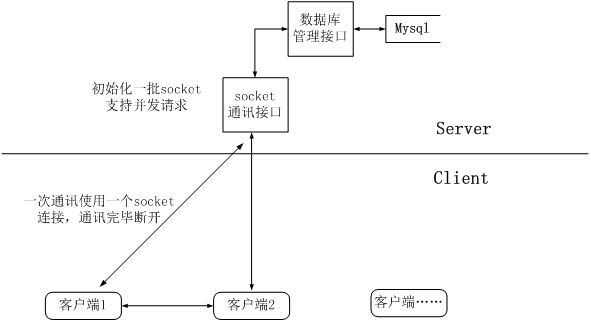 数据库
管理接口
Mysql
初始化一批socket
支持并发请求
socket
通讯接口
Server
Client
一次通讯使用一个socket
连接，通讯完毕断开
客户端1
客户端2
客户端……